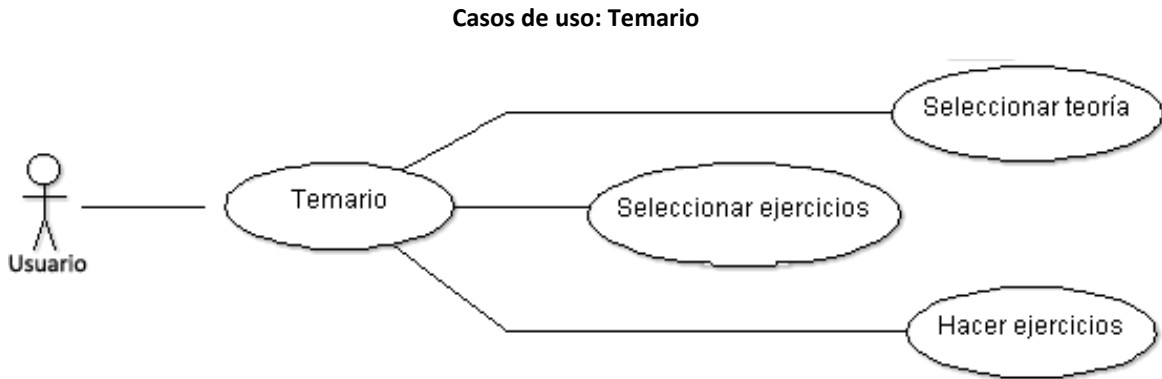 Casos de uso: Temario
Seleccionar teoría
Temario
Seleccionar ejercicios
Usuario
Hacer ejercicios